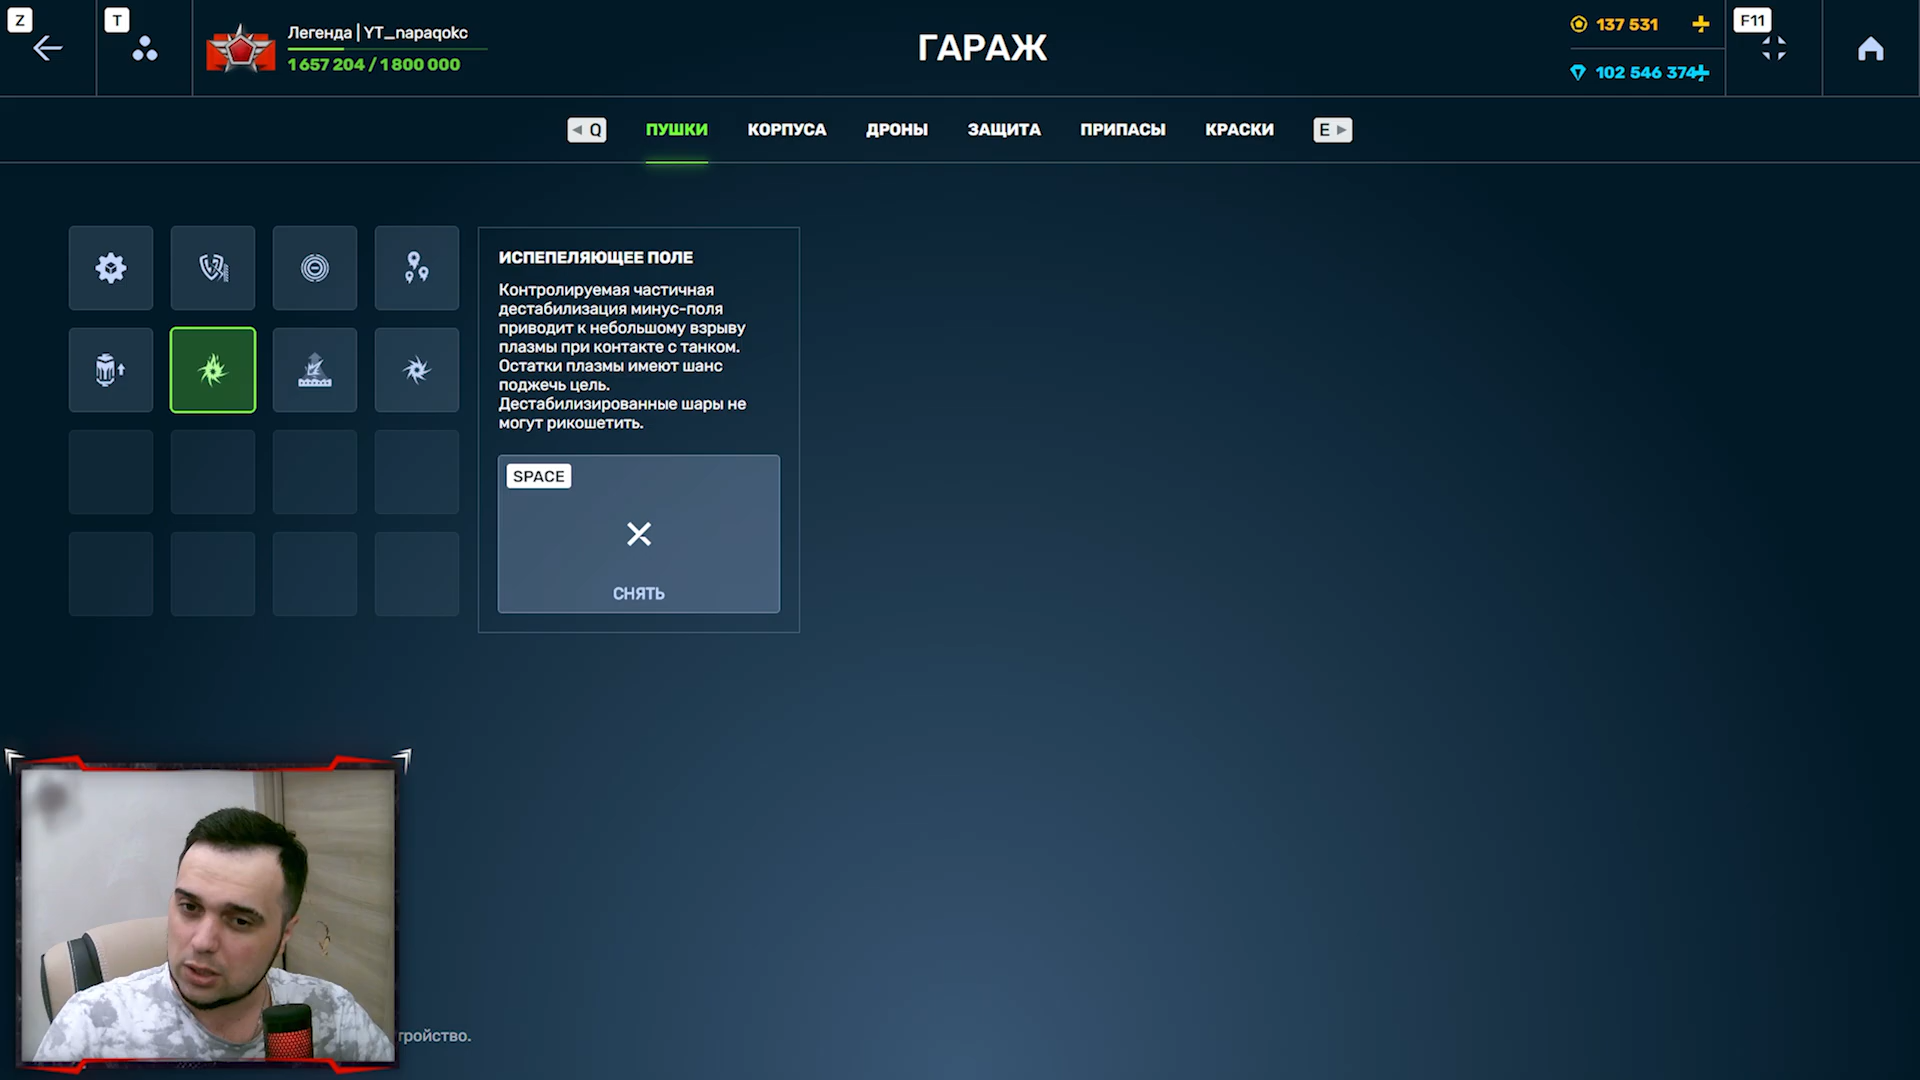 Z
T
Легенда | YT_napaqokc
1 657 204 / 1 800 000
ГАРАЖ
137 531
102 546 374
F11
Q
ПУШКИ
КОРПУСА
ДРОНЫ
ЗАЩИТА
ПРИПАСЫ
КРАСКИ
E
ИСПЕПЕЛЯЮЩЕЕ ПОЛЕ
Контролируемая частичная
дестабилизация минус-поля
приводит к небольшому взрыву
плазмы при контакте с танком.
Остатки плазмы имеют шанс
поджечь цель.
Дестабилизированные шары не
могут рикошетить.
SPACE
СНЯТЬ
тройство.